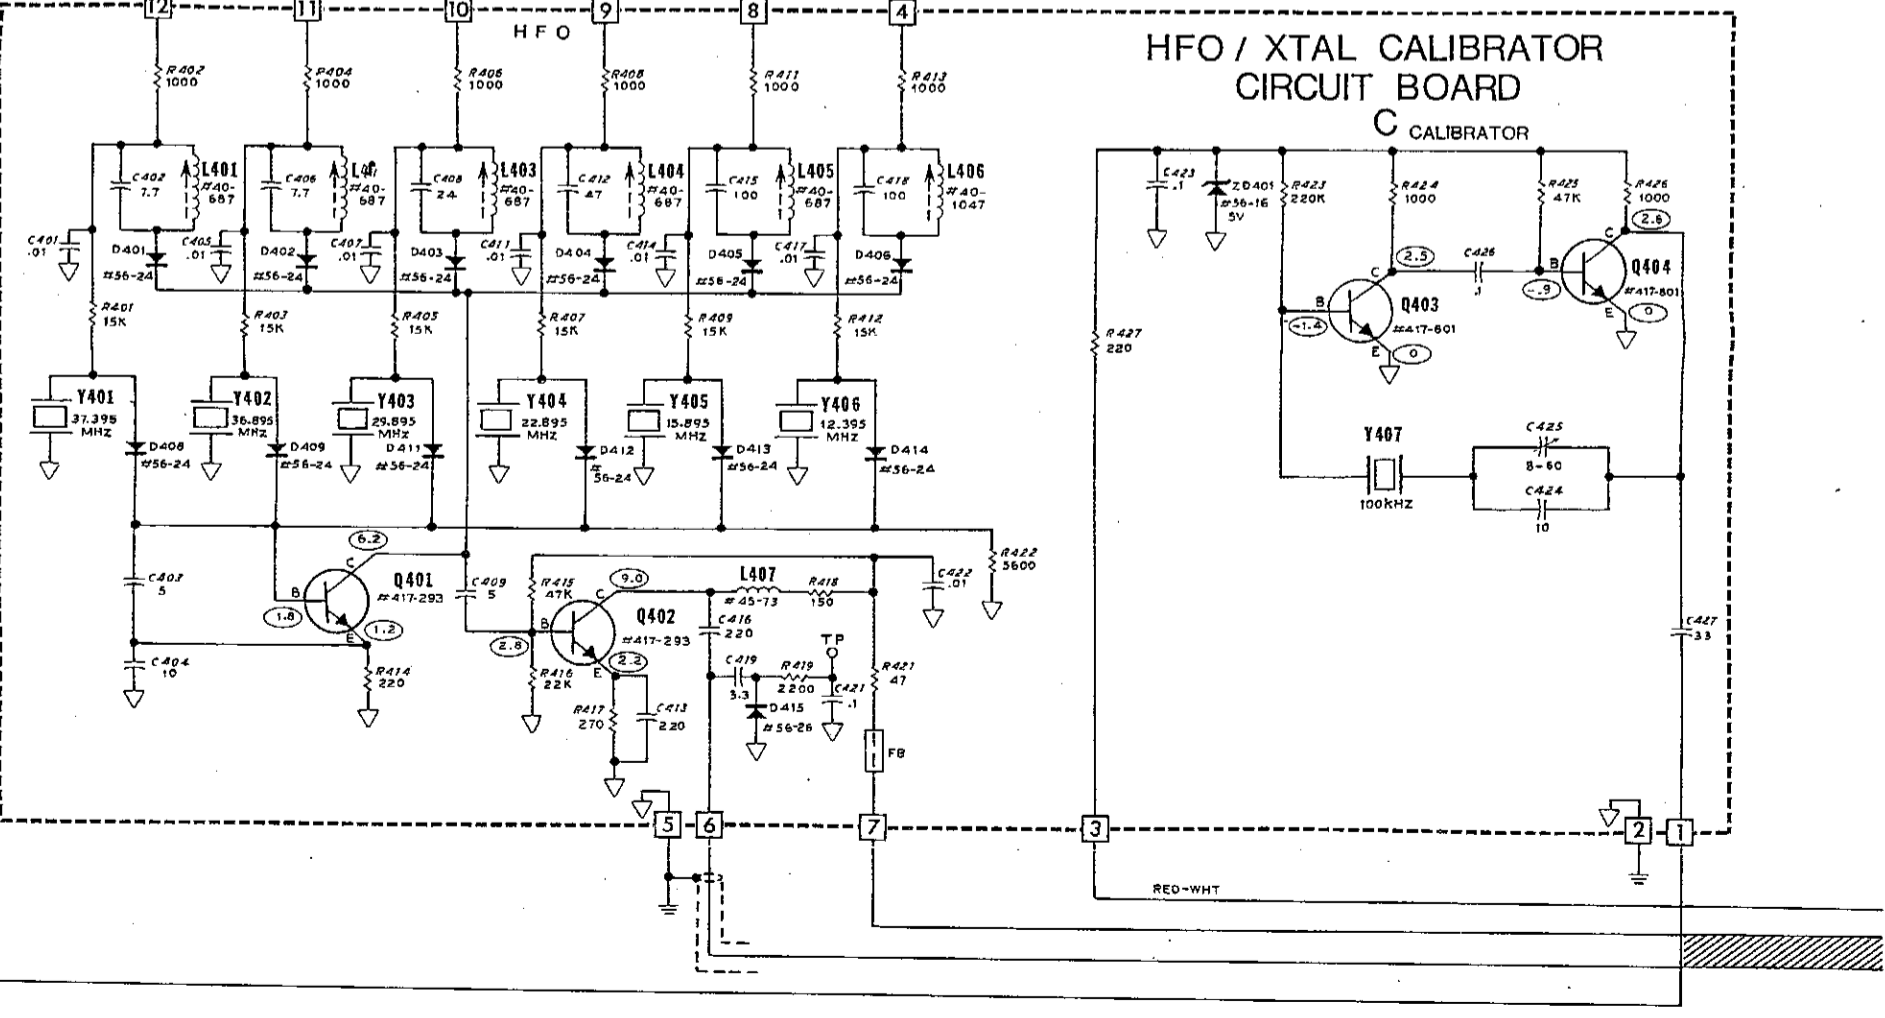 12
11
10
9
8
4
HFO
HFO / XTAL CALIBRATOR
CIRCUIT BOARD
C CALIBRATOR
R402
1000
R404
1000
R406
1000
R408
1000
R411
1000
R413
1000
C402
7.7
L401
#40-
687
C406
7.7
#40-
687
C408
24
L403
#40-
687
C412
47
L404
#40-
687
C415
100
L405
#40-
687
C418
100
L406
#40-
1047
C401
.01
D401
#56-24
C405
.01
D402
#56-24
C407
.01
D403
#56-24
C411
.01
D404
#56-24
C414
.01
D405
#56-24
C417
.01
D406
#56-24
R401
15K
R403
15K
R405
15K
R407
15K
R409
15K
R412
15K
Y401
37.395
MHz
Y402
36.895
MHz
Y403
29.895
MHz
Y404
22.895
MHz
Y405
15.895
MHz
Y406
12.395
MHz
D408
#56-24
D409
#56-24
D411
#56-24
D412
#
56-24
D413
#56-24
D414
#56-24
C423
.1
ZD401
#56-16
5V
R423
220K
R424
1000
R425
47K
R426
1000
2.6
C
2.5
C
C426
.1
B
-.9
Q404
#417-801
E
0
B
-1.4
Q403
#417-801
E
0
R427
220
Y407
100kHz
C425
8-60
C424
10
6.2
C
Q401
#417-293
B
1.8
1.2
E
C403
5
C404
10
R414
220
C409
5
R415
47K
9.0
C
Q402
#417-293
B
2.8
2.2
E
R416
22K
R417
270
C413
220
L407
#45-73
R418
150
C422
.01
R422
5600
C416
220
TP
C419
3.3
R419
2200
C421
.1
D415
#56-26
R421
47
FB
C427
33
5
6
7
3
2
1
RED-WHT